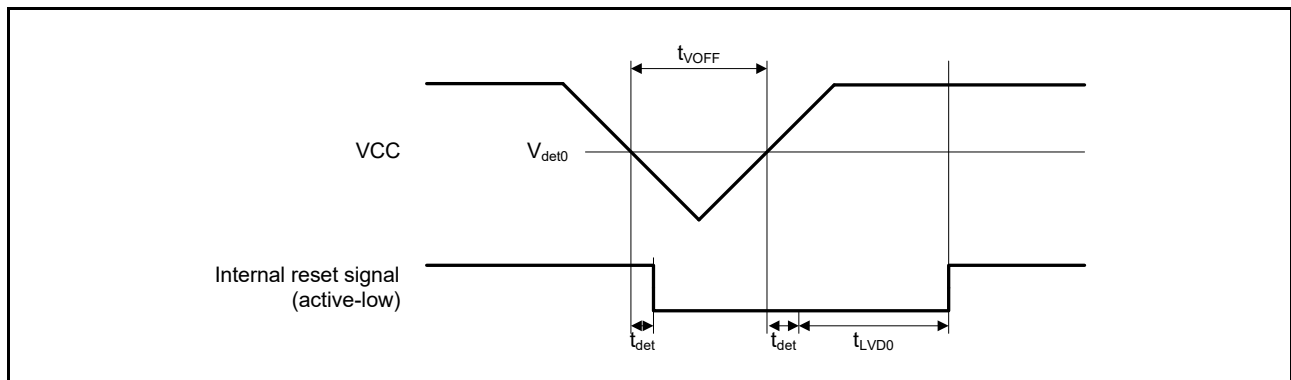 tVOFF
VCC
Vdet0
Internal reset signal
(active-low)
tdet
tdet
tLVD0